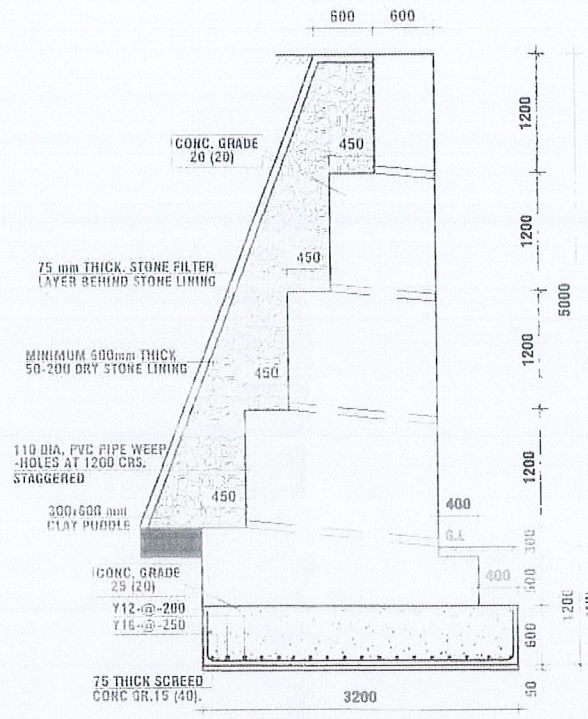 600 600
1200
CONC. GRADE
20 (20)
450
1200
450
75 mm THICK. STONE FILTER
LAYER BEHIND STONE LINING
5000
1200
MINIMUM 600mm THICK
50-200 DRY STONE LINING
450
1200
110 DIA. PVC PIPE WEEP
-HOLES AT 1200 CRS.
STAGGERED
450
400
300x600 mm
CLAY PUDDLE
G.L
300
CONC. GRADE
25 (20)
400
500
1200
Y12-@-200
Y16-@-250
600
75 THICK SCREED
CONC GR.15 (40).
3200
50